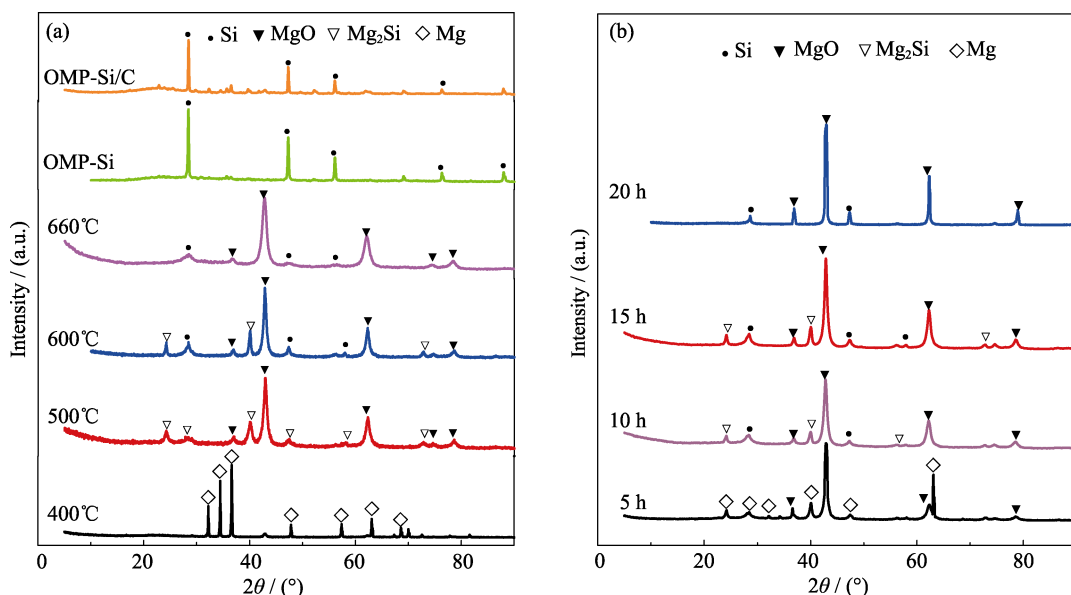 (a)
Si MgO Mg₂Si Mg
OMP-Si/C
OMP-Si
660℃
600℃
500℃
400℃
Intensity / (a.u.)
0 20 40 60 80
2θ / (°)
(b)
Si MgO Mg₂Si Mg
20 h
15 h
10 h
5 h
Intensity / (a.u.)
0 20 40 60 80
2θ / (°)